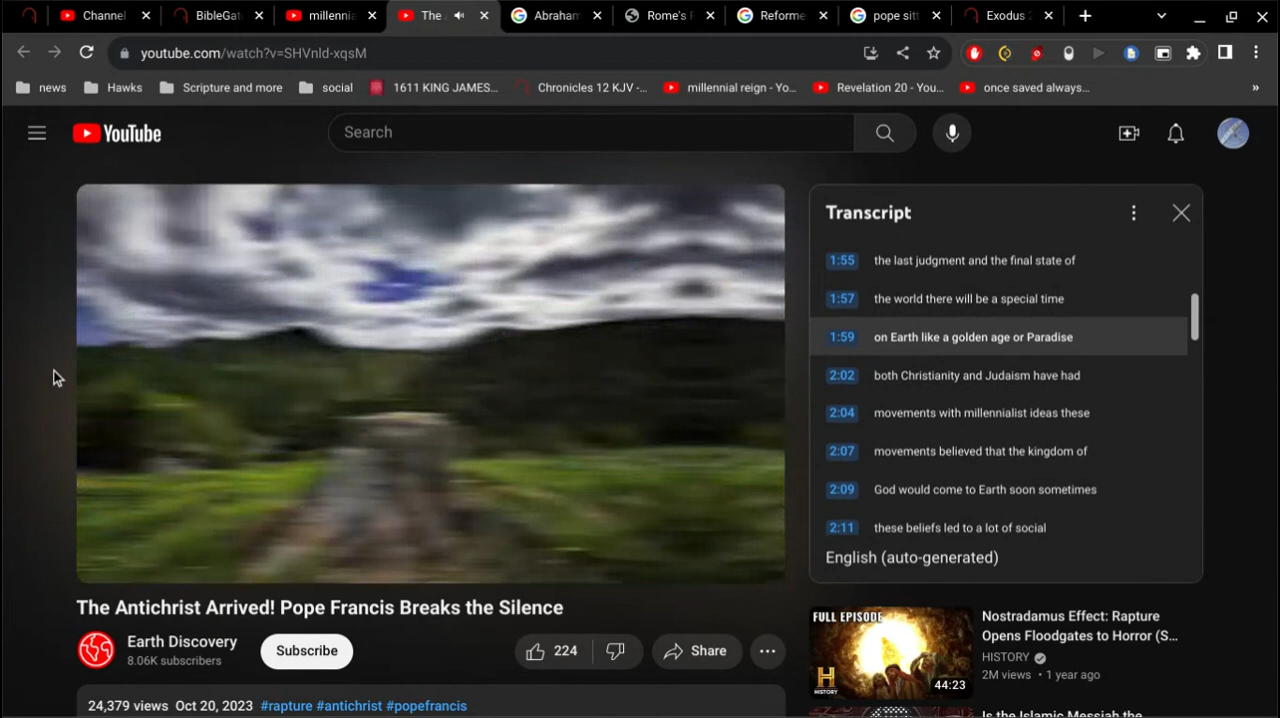 Channel
BibleGat
millennia
The
Abraham
Rome's F
Reforme
pope sitt
Exodus 2
youtube.com/watch?v=SHVnld-xqsM
news
Hawks
Scripture and more
social
1611 KING JAMES...
Chronicles 12 KJV -...
millennial reign - Yo...
Revelation 20 - You...
once saved always...
»
YouTube
Search
Transcript
1:55 the last judgment and the final state of
1:57 the world there will be a special time
1:59 on Earth like a golden age or Paradise
2:02 both Christianity and Judaism have had
2:04 movements with millennialist ideas these
2:07 movements believed that the kingdom of
2:09 God would come to Earth soon sometimes
2:11 these beliefs led to a lot of social
English (auto-generated)
The Antichrist Arrived! Pope Francis Breaks the Silence
Earth Discovery
8.06K subscribers
Subscribe
224
Share
24,379 views Oct 20, 2023 #rapture #antichrist #popefrancis
FULL EPISODE
H
HISTORY
44:23
Nostradamus Effect: Rapture
Opens Floodgates to Horror (S...
HISTORY
2M views • 1 year ago
Is the Islamic Messiah the